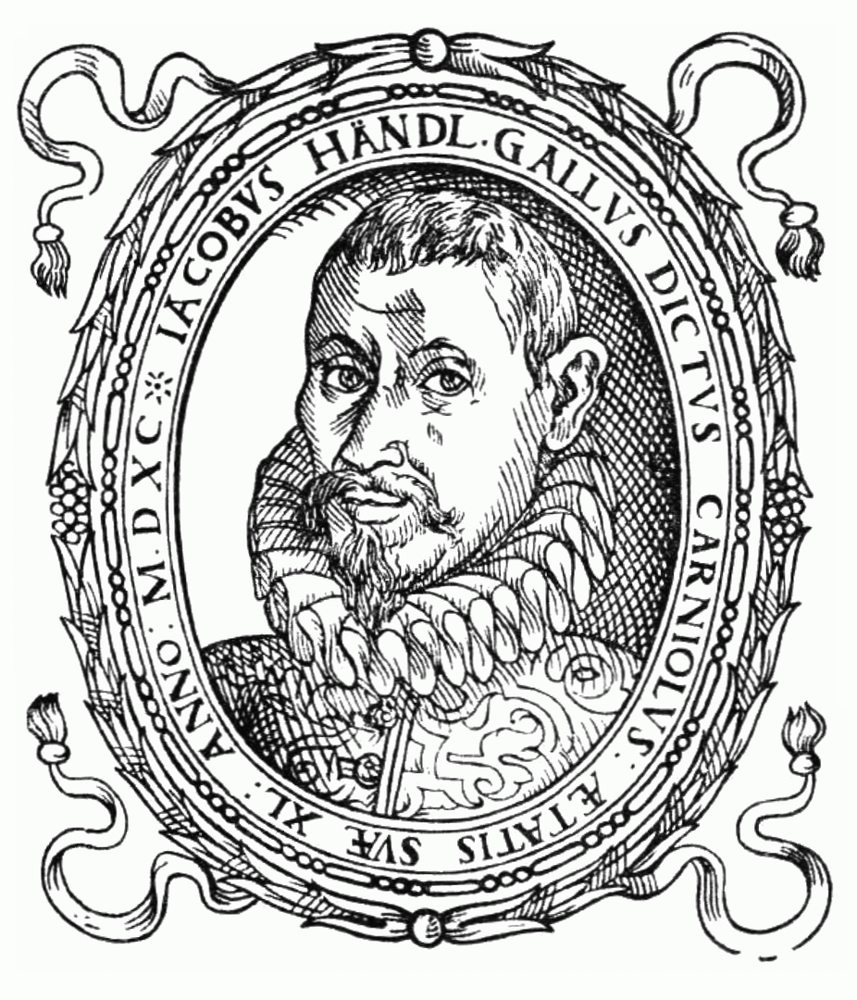 IACOBVS HÄNDL · GALLVS DICTVS CARNIOLVS : ÆTATIS SVÆ XL : ANNO : M · D XC